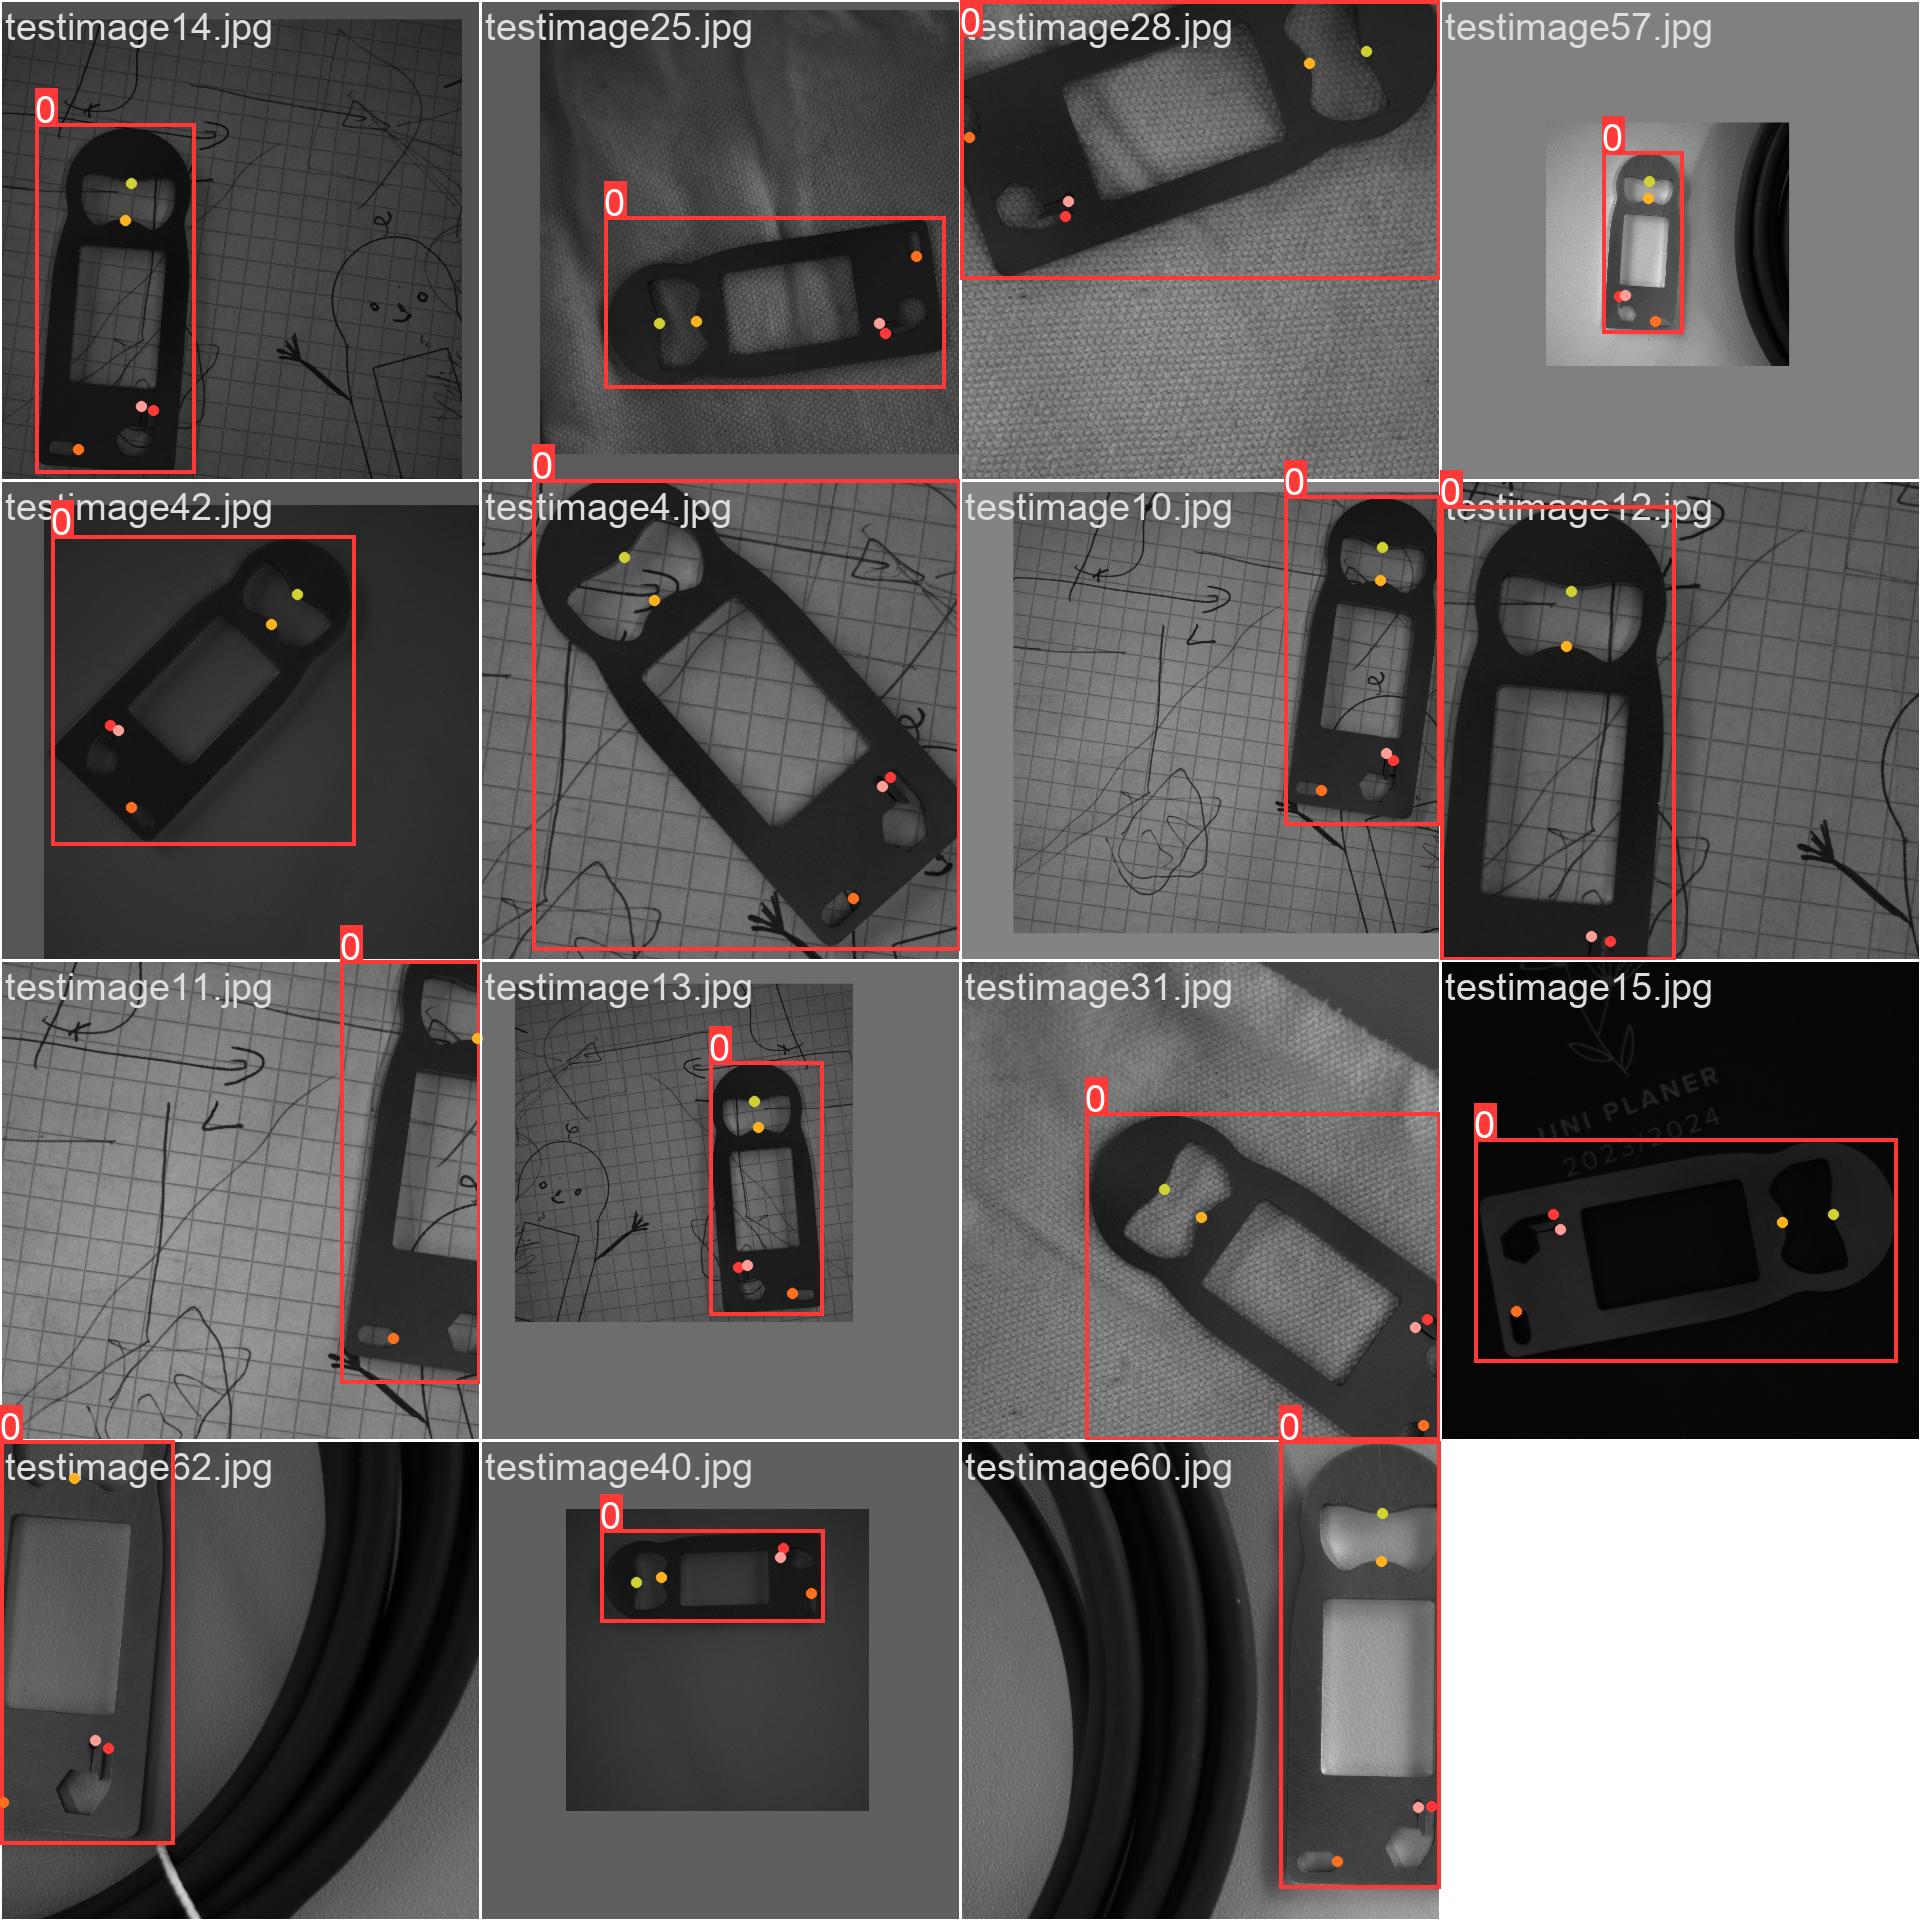 testimage14.jpg
0
testimage25.jpg
0
testimage28.jpg
0
testimage57.jpg
0
testimage42.jpg
0
testimage4.jpg
0
testimage10.jpg
0
testimage12.jpg
0
testimage11.jpg
0
testimage13.jpg
0
testimage31.jpg
0
testimage15.jpg
0
UNI PLANER
2023/2024
testimage62.jpg
0
testimage40.jpg
0
testimage60.jpg
0